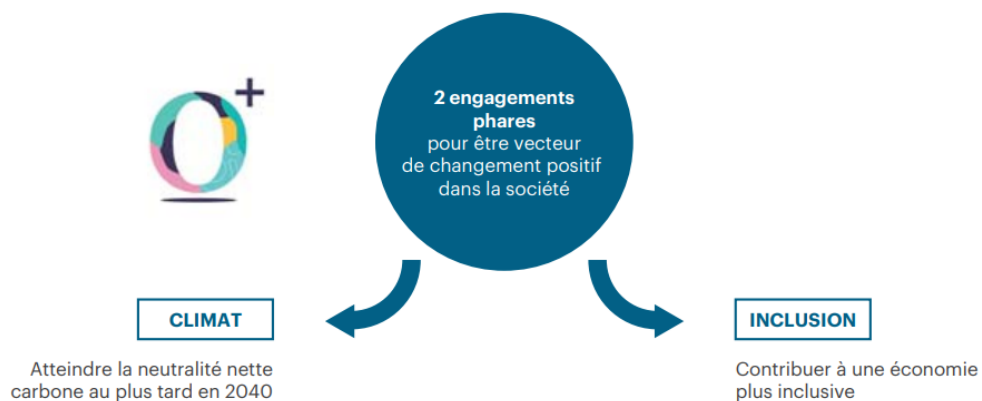 2 engagements
phares
pour être vecteur
de changement positif
dans la société
CLIMAT
Atteindre la neutralité nette
carbone au plus tard en 2040
INCLUSION
Contribuer à une économie
plus inclusive